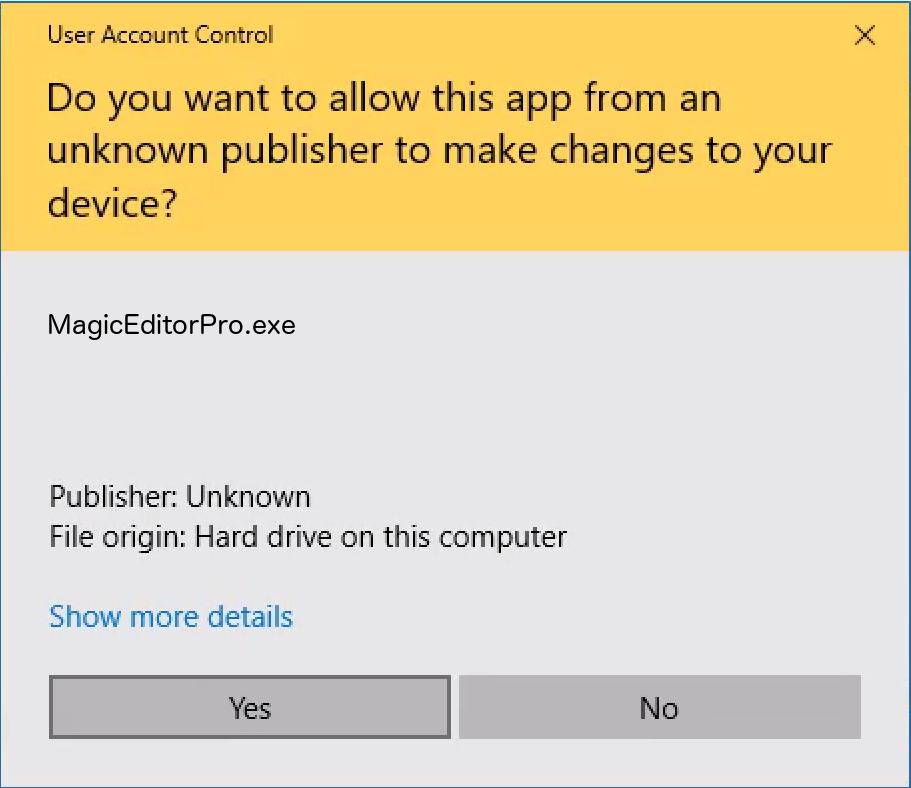 User Account Control
Do you want to allow this app from an
unknown publisher to make changes to your
device?
MagicEditorPro.exe
Publisher: Unknown
File origin: Hard drive on this computer
Show more details
Yes
No